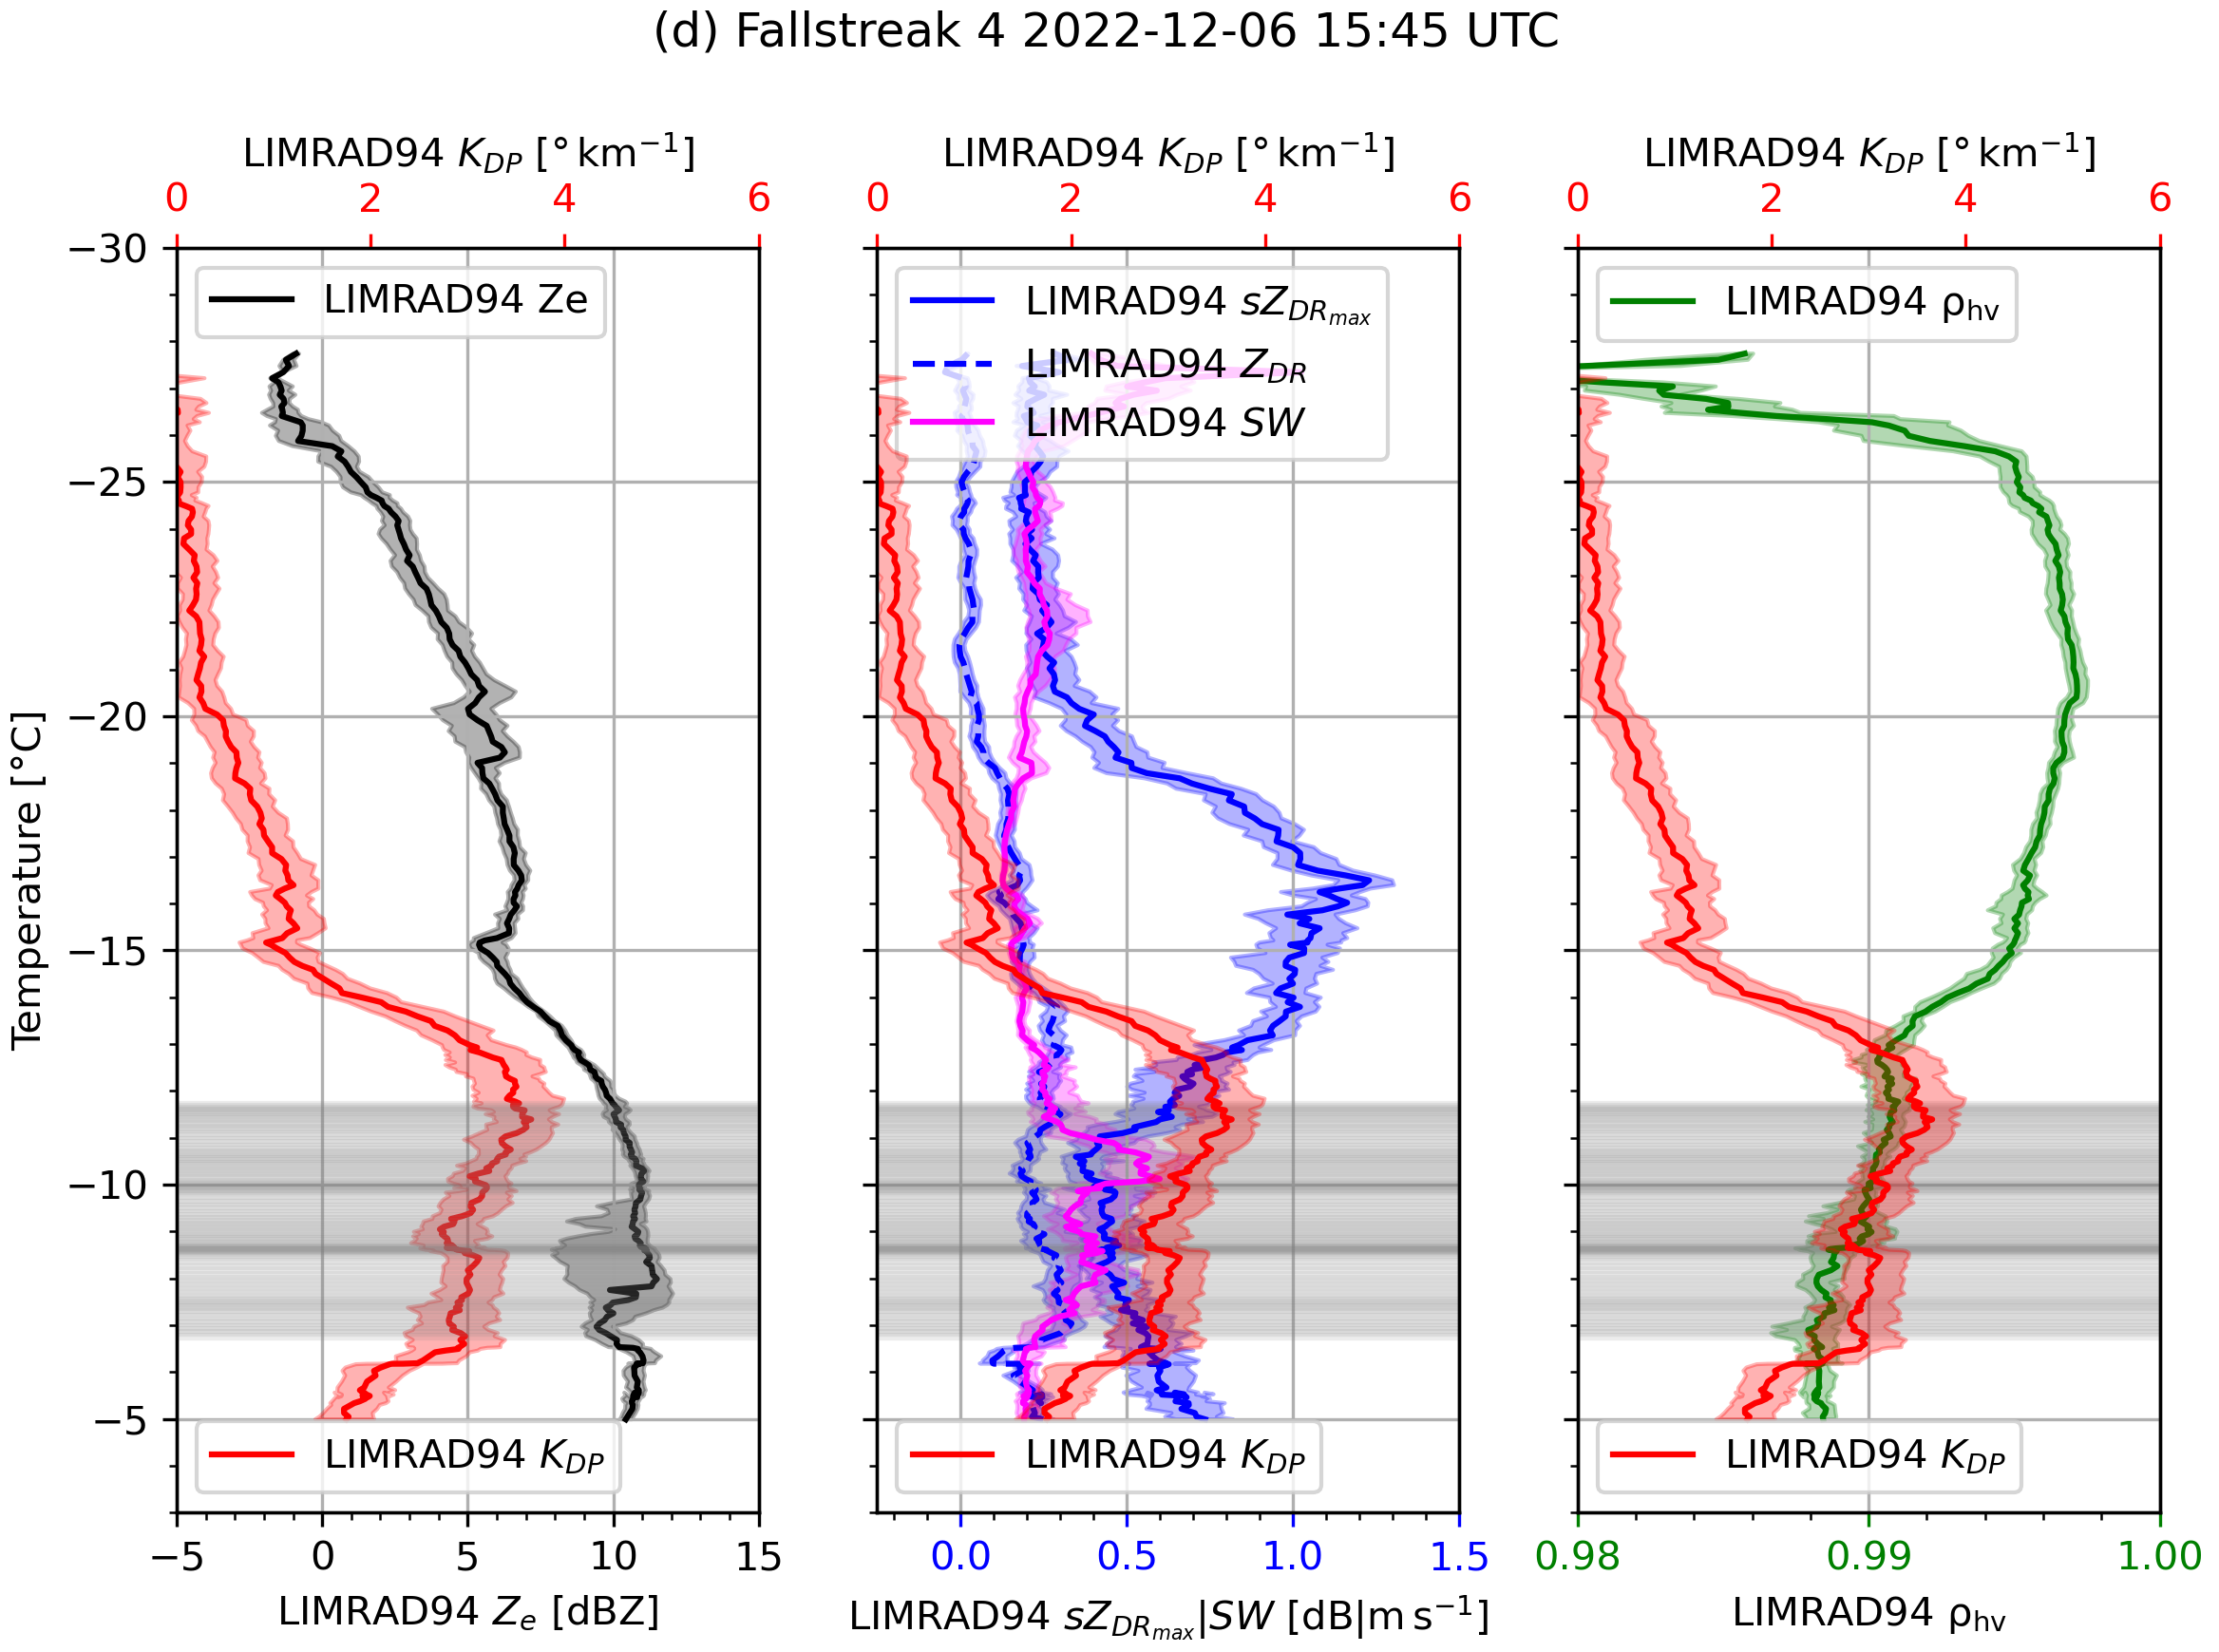 (d) Fallstreak 4 2022-12-06 15:45 UTC
LIMRAD94 K_DP [° km⁻¹] LIMRAD94 K_DP [° km⁻¹] LIMRAD94 K_DP [° km⁻¹]
0 2 4 6 0 2 4 6 0 2 4 6
−30
−25
−20
−15
−10
−5
Temperature [°C]
LIMRAD94 Ze
LIMRAD94 K_DP
−5 0 5 10 15
LIMRAD94 Z_e [dBZ]
LIMRAD94 sZ_DR_max
LIMRAD94 Z_DR
LIMRAD94 SW
LIMRAD94 K_DP
0.0 0.5 1.0 1.5
LIMRAD94 sZ_DR_max|SW [dB|m s⁻¹]
LIMRAD94 ρ_hv
LIMRAD94 K_DP
0.98 0.99 1.00
LIMRAD94 ρ_hv